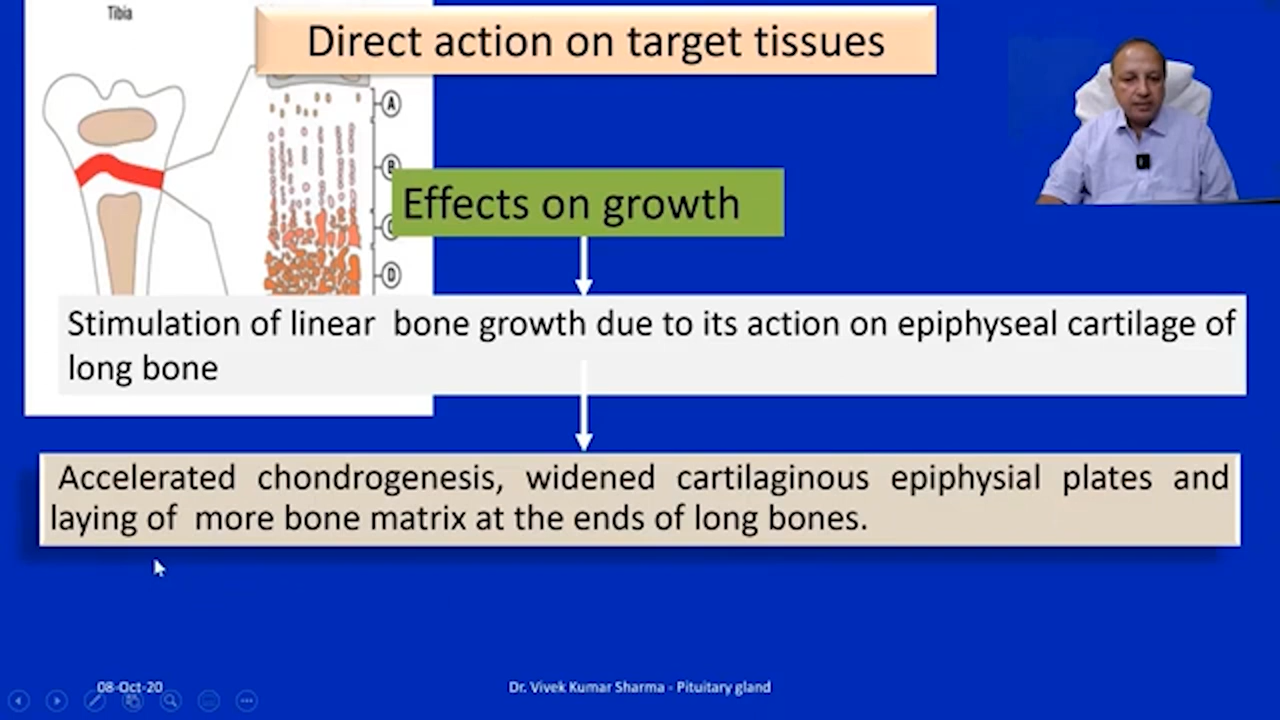 Tibia
Direct action on target tissues
A
B
Effects on growth
C
D
Stimulation of linear bone growth due to its action on epiphyseal cartilage of
long bone
Accelerated chondrogenesis, widened cartilaginous epiphysial plates and
laying of more bone matrix at the ends of long bones.
08-Oct-20
Dr. Vivek Kumar Sharma - Pituitary gland